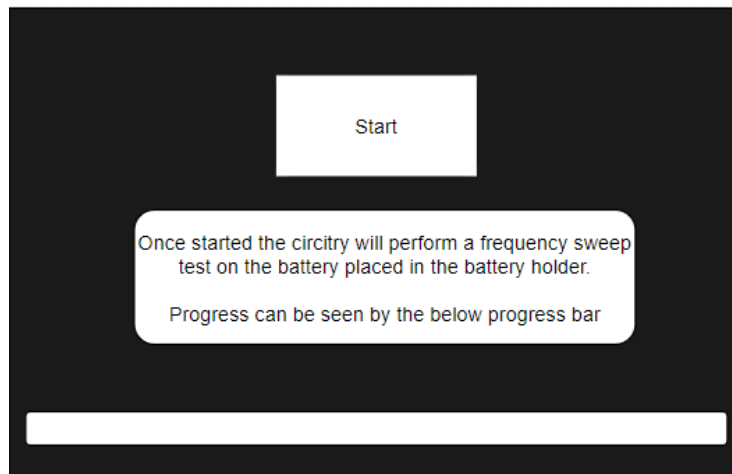 Start
Once started the circitry will perform a frequency sweep
test on the battery placed in the battery holder.
Progress can be seen by the below progress bar